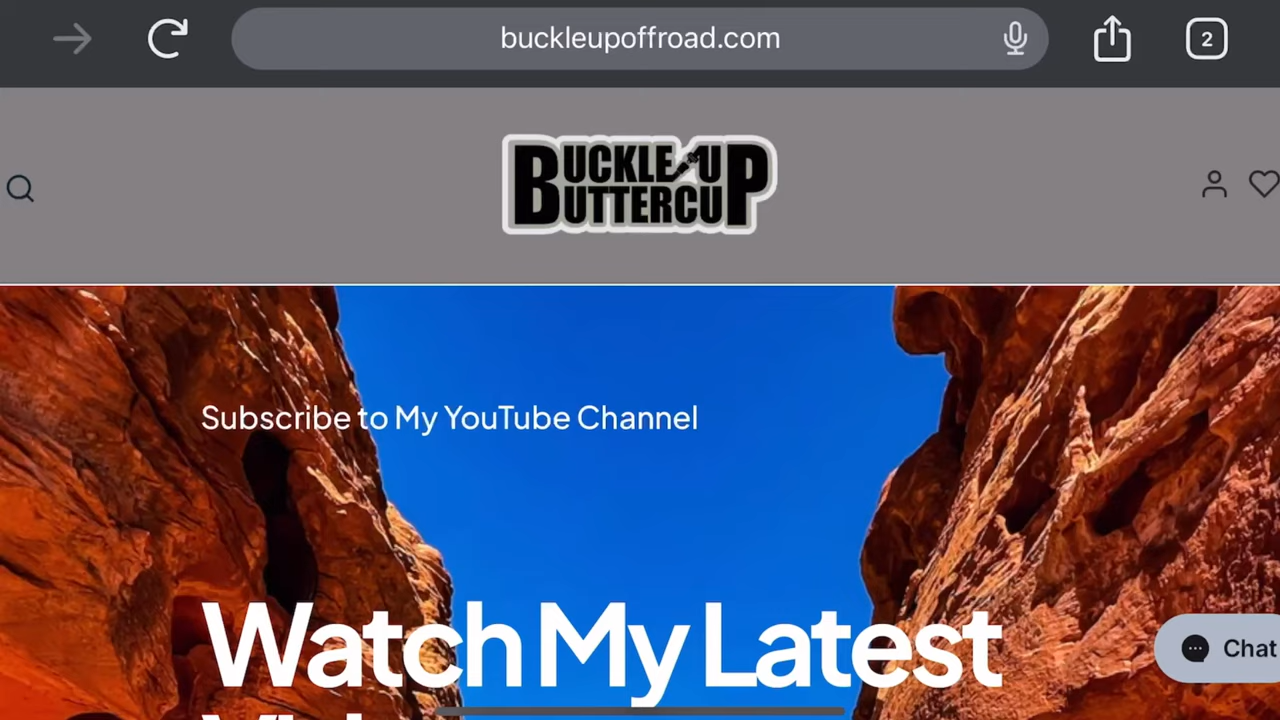 buckleupoffroad.com
2
BUCKLE UP
BUTTERCUP
Subscribe to My YouTube Channel
Watch My Latest
Chat